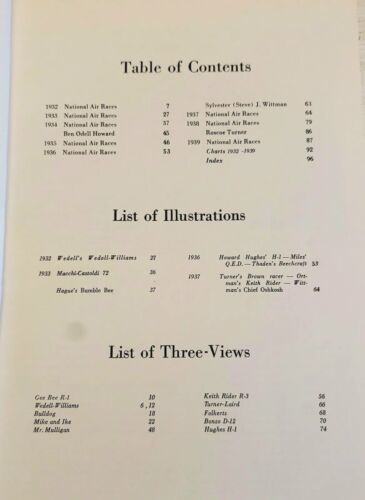 Table of Contents
1932 National Air Races 7
1933 National Air Races 27
1934 National Air Races 37
Ben Odell Howard 45
1935 National Air Races 46
1936 National Air Races 53
Sylvester (Steve) J. Wittman 63
1937 National Air Races 64
1938 National Air Races 79
Roscoe Turner 86
1939 National Air Races 87
Charts 1932 -1939 92
Index 96
List of Illustrations
1932 Wedell's Wedell-Williams 27
1933 Macchi-Castoldi 72 36
Hague's Bumble Bee 37
1936 Howard Hughes' H-1 — Miles'
Q.E.D. — Thaden's Beechcraft 53
1937 Turner's Brown racer — Ort-
man's Keith Rider — Witt-
man's Chief Oshkosh 64
List of Three-Views
Gee Bee R-1 10
Wedell-Williams 6, 12
Bulldog 18
Mike and Ike 22
Mr. Mulligan 48
Keith Rider R-3 56
Turner-Laird 66
Folkerts 68
Bonzo D-12 70
Hughes H-1 74